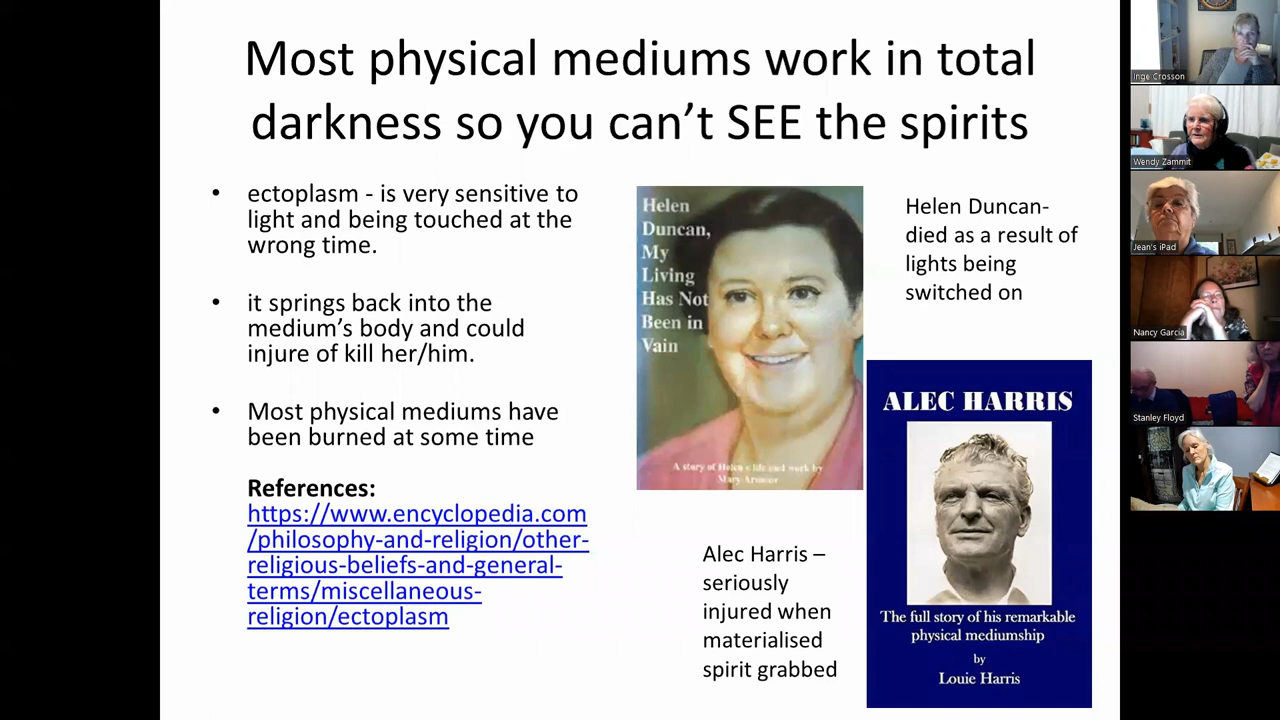 Most physical mediums work in total
darkness so you can't SEE the spirits
• ectoplasm - is very sensitive to
light and being touched at the
wrong time.
• it springs back into the
medium's body and could
injure of kill her/him.
• Most physical mediums have
been burned at some time
References:
https://www.encyclopedia.com
/philosophy-and-religion/other-
religious-beliefs-and-general-
terms/miscellaneous-
religion/ectoplasm
Helen
Duncan,
My
Living
Has Not
Been in
Vain
A story of Helen's life and work by
Mary Armour
Helen Duncan-
died as a result of
lights being
switched on
Alec Harris –
seriously
injured when
materialised
spirit grabbed
ALEC HARRIS
The full story of his remarkable
physical mediumship
by
Louie Harris
Inge Crosson
Wendy Zammit
Jean's iPad
Nancy Garcia
Stanley Floyd